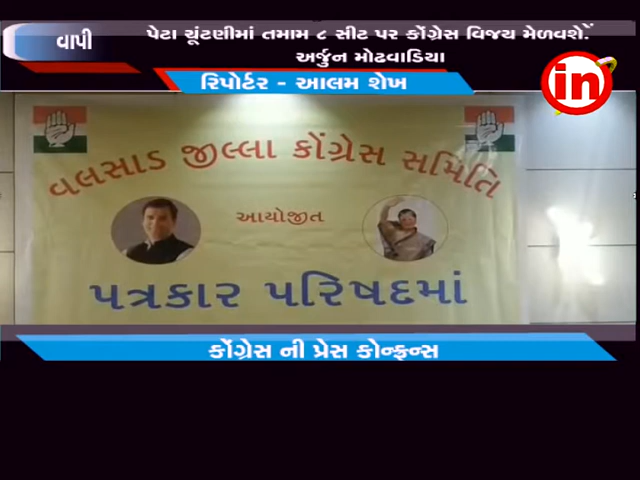 વાપી
પેટા ચૂંટણીમાં તમામ ૮ સીટ પર કોંગ્રેસ વિજય મેળવશે.
અર્જુન મોઢવાડિયા
રિપોર્ટર - આલમ શેખ
in
વલસાડ જીલ્લા કોંગ્રેસ સમિતિ
આયોજીત
પત્રકાર પરિષદમાં
કોંગ્રેસ ની પ્રેસ કોન્ફ્રન્સ